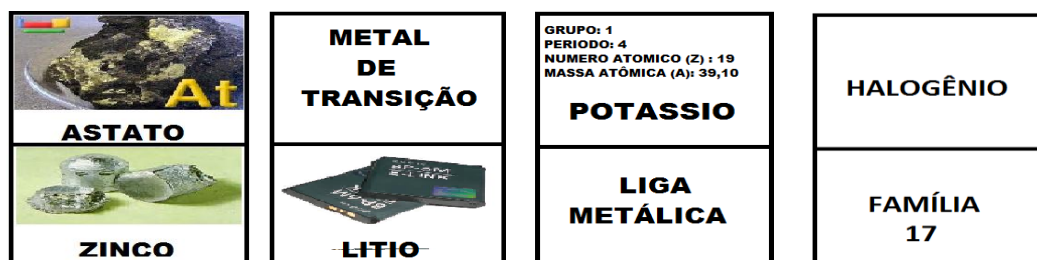 At
ASTATO
ZINCO
METAL
DE
TRANSIÇÃO
LITIO
GRUPO: 1
PERIODO: 4
NUMERO ATOMICO (Z) : 19
MASSA ATÔMICA (A): 39,10
POTASSIO
LIGA
METÁLICA
HALOGÊNIO
FAMÍLIA
17